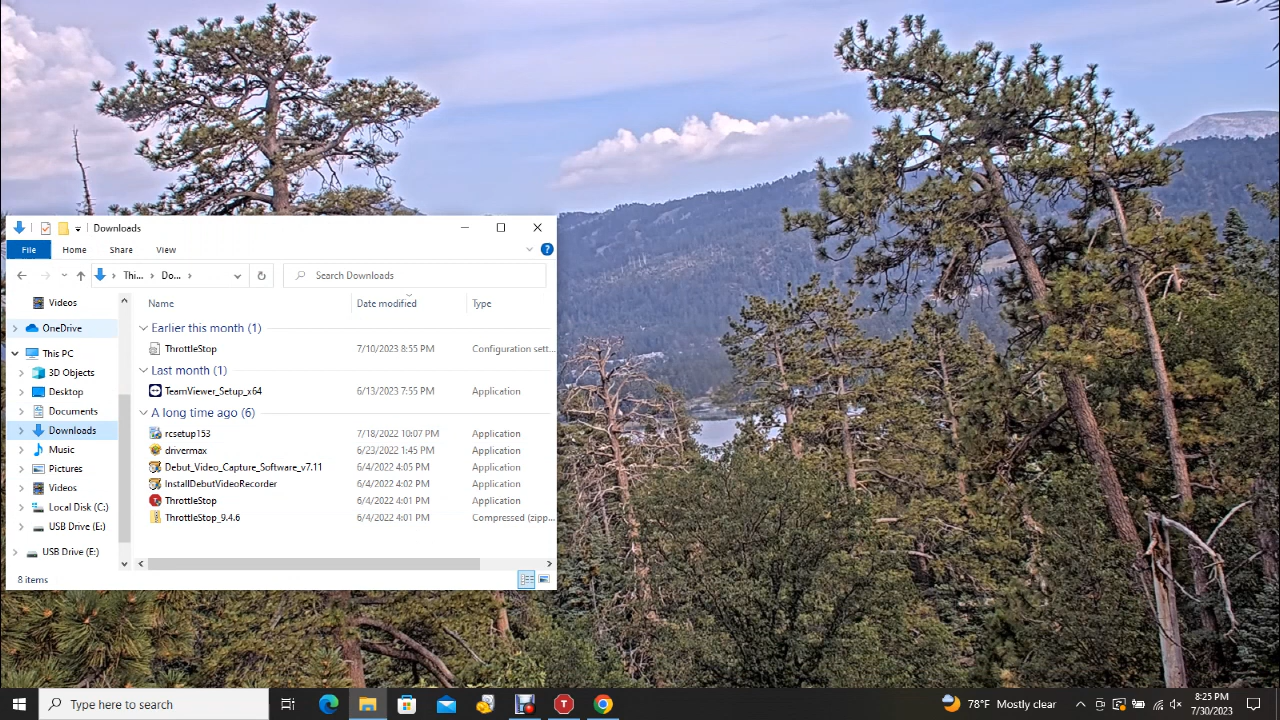 Downloads
File Home Share View
Thi... Do... Search Downloads
Name Date modified Type
Videos
OneDrive
This PC
3D Objects
Desktop
Documents
Downloads
Music
Pictures
Videos
Local Disk (C:)
USB Drive (E:)
USB Drive (E:)
Earlier this month (1)
ThrottleStop 7/10/2023 8:55 PM Configuration sett...
Last month (1)
TeamViewer_Setup_x64 6/13/2023 7:55 PM Application
A long time ago (6)
rcsetup153 7/18/2022 10:07 PM Application
drivermax 6/23/2022 1:45 PM Application
Debut_Video_Capture_Software_v7.11 6/4/2022 4:05 PM Application
InstallDebutVideoRecorder 6/4/2022 4:02 PM Application
ThrottleStop 6/4/2022 4:01 PM Application
ThrottleStop_9.4.6 6/4/2022 4:01 PM Compressed (zipp...
8 items
Type here to search
78°F Mostly clear
8:25 PM
7/30/2023